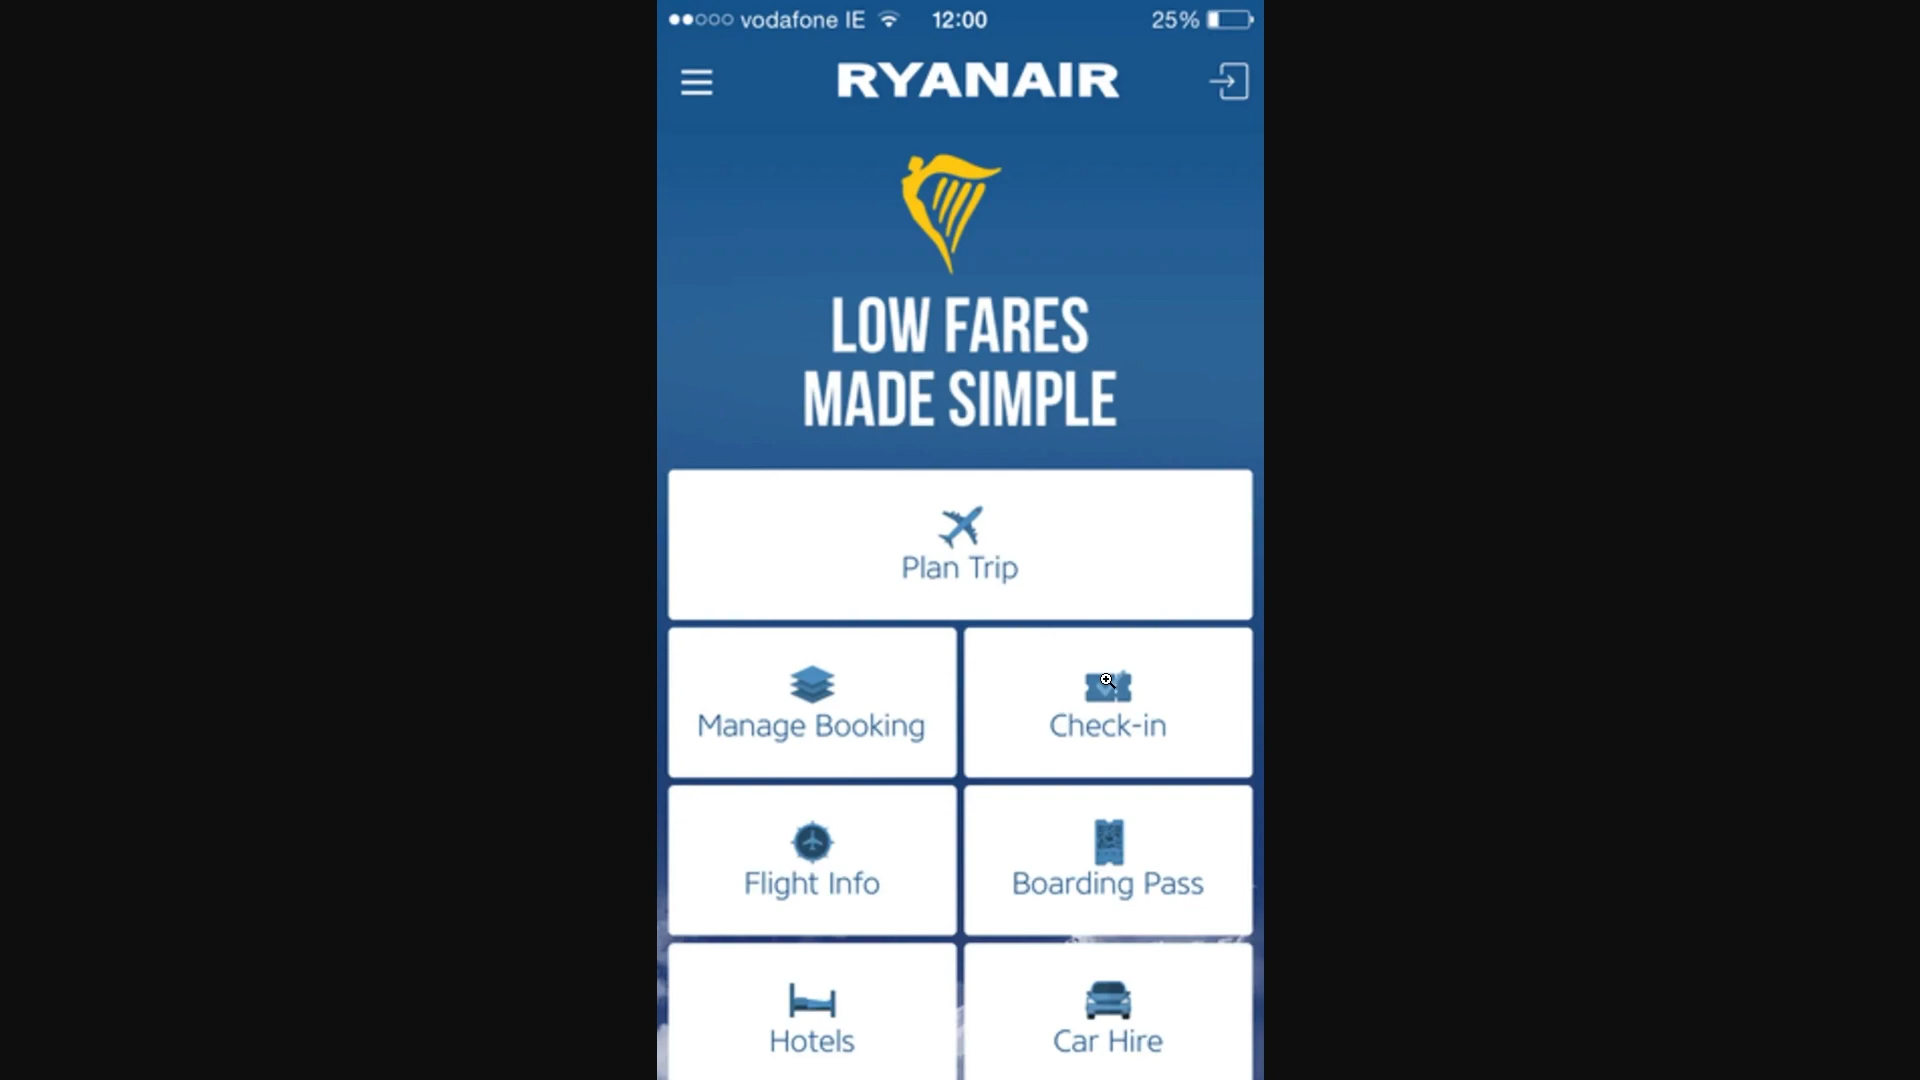 vodafone IE 12:00 25%
RYANAIR
LOW FARES
MADE SIMPLE
Plan Trip
Manage Booking
Check-in
Flight Info
Boarding Pass
Hotels
Car Hire